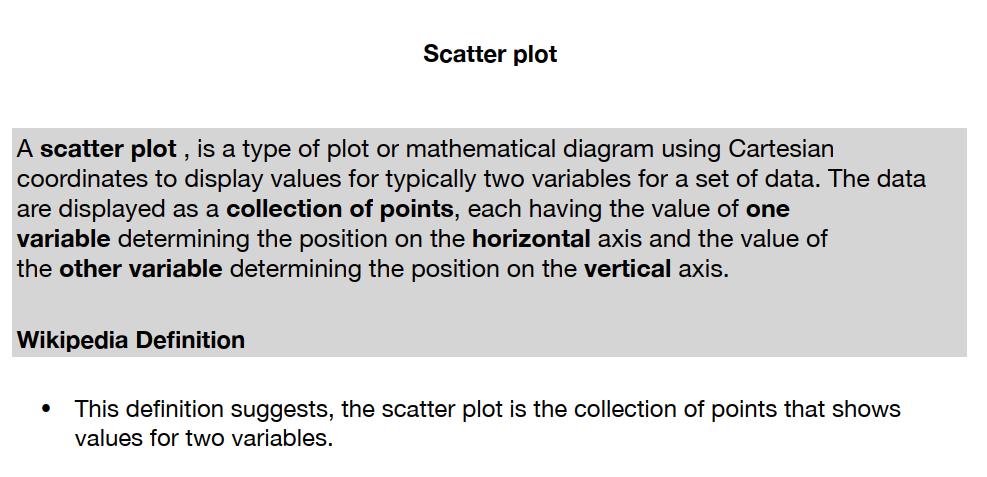 Scatter plot
A scatter plot , is a type of plot or mathematical diagram using Cartesian
coordinates to display values for typically two variables for a set of data. The data
are displayed as a collection of points, each having the value of one
variable determining the position on the horizontal axis and the value of
the other variable determining the position on the vertical axis.
Wikipedia Definition
• This definition suggests, the scatter plot is the collection of points that shows
values for two variables.